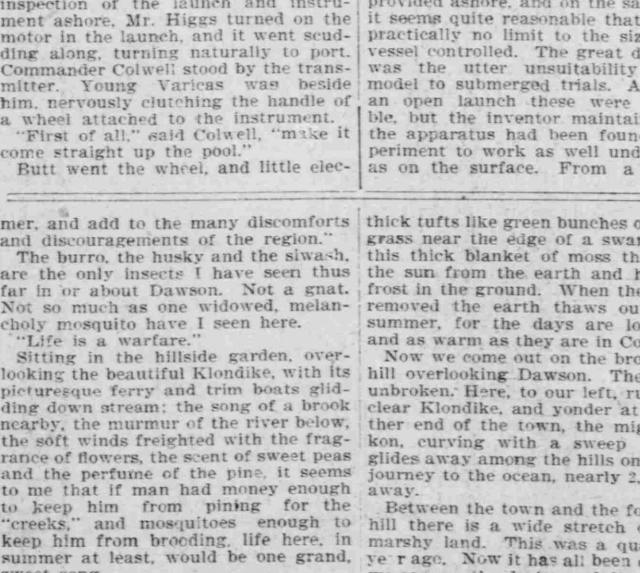 inspection of the launch and instru-
ment ashore, Mr. Higgs turned on the
motor in the launch, and it went scud-
ding along, turning naturally to port.
Commander Colwell stood by the trans-
mitter. Young Varicas was beside
him, nervously clutching the handle of
a wheel attached to the instrument.
"First of all," said Colwell, "make it
come straight up the pool."
Butt went the wheel, and little elec-
provided ashore, and on the sa
it seems quite reasonable that
practically no limit to the siz
vessel controlled. The great d
was the utter unsuitability
model to submerged trials. A
an open launch these were
ble, but the inventor maintai
the apparatus had been foun
periment to work as well und
as on the surface. From a
mer, and add to the many discomforts
and discouragements of the region."
The burro, the husky and the siwash,
are the only insects I have seen thus
far in or about Dawson. Not a gnat.
Not so much as one widowed, melan-
choly mosquito have I seen here.
"Life is a warfare."
Sitting in the hillside garden, over-
looking the beautiful Klondike, with its
picturesque ferry and trim boats glid-
ding down stream; the song of a brook
nearby, the murmur of the river below,
the soft winds freighted with the frag-
rance of flowers, the scent of sweet peas
and the perfume of the pine, it seems
to me that if man had money enough
to keep him from pining for the
"creeks," and mosquitoes enough to
keep him from brooding, life here, in
summer at least, would be one grand,
thick tufts like green bunches o
grass near the edge of a swa
this thick blanket of moss th
the sun from the earth and h
frost in the ground. When the
removed the earth thaws ou
summer, for the days are lo
and as warm as they are in Co
Now we come out on the bro
hill overlooking Dawson. The
unbroken. Here, to our left, ru
clear Klondike, and yonder at
ther end of the town, the mig
kon, curving with a sweep
glides away among the hills on
journey to the ocean, nearly 2,
away.
Between the town and the fo
hill there is a wide stretch o
marshy land. This was a qua
ye r age. Now it has all been